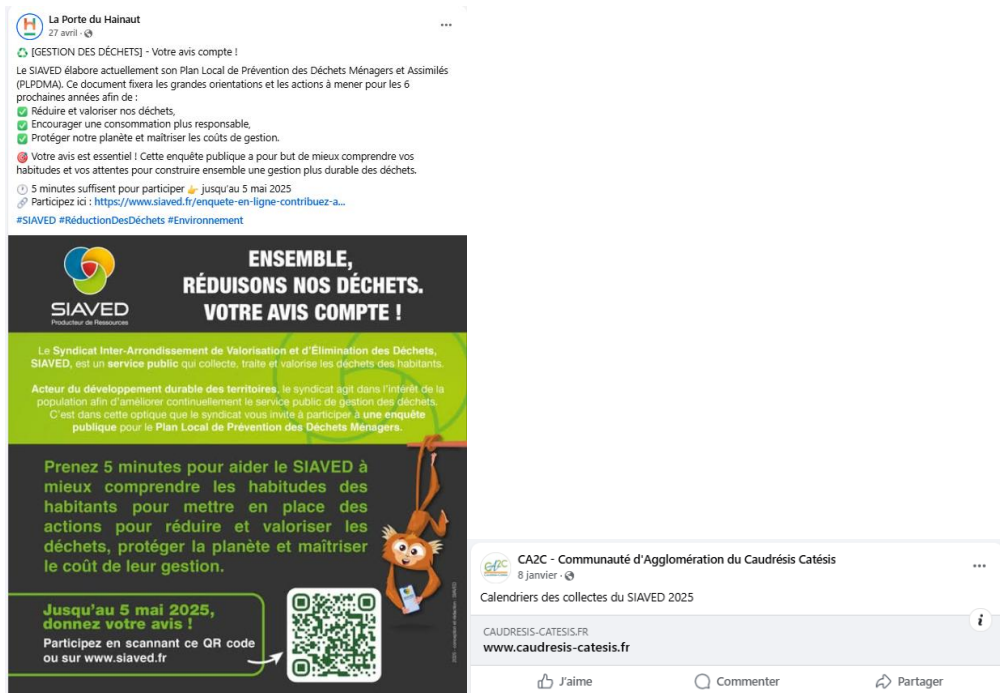 La Porte du Hainaut
27 avril ·
[GESTION DES DÉCHETS] - Votre avis compte !
Le SIAVED élabore actuellement son Plan Local de Prévention des Déchets Ménagers et Assimilés
(PLPDMA). Ce document fixera les grandes orientations et les actions à mener pour les 6
prochaines années afin de :
Réduire et valoriser nos déchets,
Encourager une consommation plus responsable,
Protéger notre planète et maîtriser les coûts de gestion.
Votre avis est essentiel ! Cette enquête publique a pour but de mieux comprendre vos
habitudes et vos attentes pour construire ensemble une gestion plus durable des déchets.
5 minutes suffisent pour participer 👉 jusqu'au 5 mai 2025
Participez ici : https://www.siaved.fr/enquete-en-ligne-contribuez-a...
#SIAVED #RéductionDesDéchets #Environnement
SIAVED
Producteur de Ressources
ENSEMBLE,
RÉDUISONS NOS DÉCHETS.
VOTRE AVIS COMPTE !
Le Syndicat Inter-Arrondissement de Valorisation et d'Élimination des Déchets,
SIAVED, est un service public qui collecte, traite et valorise les déchets des habitants.
Acteur du développement durable des territoires, le syndicat agit dans l'intérêt de la
population afin d'améliorer continuellement le service public de gestion des déchets.
C'est dans cette optique que le syndicat vous invite à participer à une enquête
publique pour le Plan Local de Prévention des Déchets Ménagers.
Prenez 5 minutes pour aider le SIAVED à
mieux comprendre les habitudes des
habitants pour mettre en place des
actions pour réduire et valoriser les
déchets, protéger la planète et maîtriser
le coût de leur gestion.
Jusqu'au 5 mai 2025,
donnez votre avis !
Participez en scannant ce QR code
ou sur www.siaved.fr
CA2C - Communauté d'Agglomération du Caudrésis Catésis
8 janvier ·
Calendriers des collectes du SIAVED 2025
CAUDRESIS-CATESIS.FR
www.caudresis-catesis.fr
J'aime
Commenter
Partager